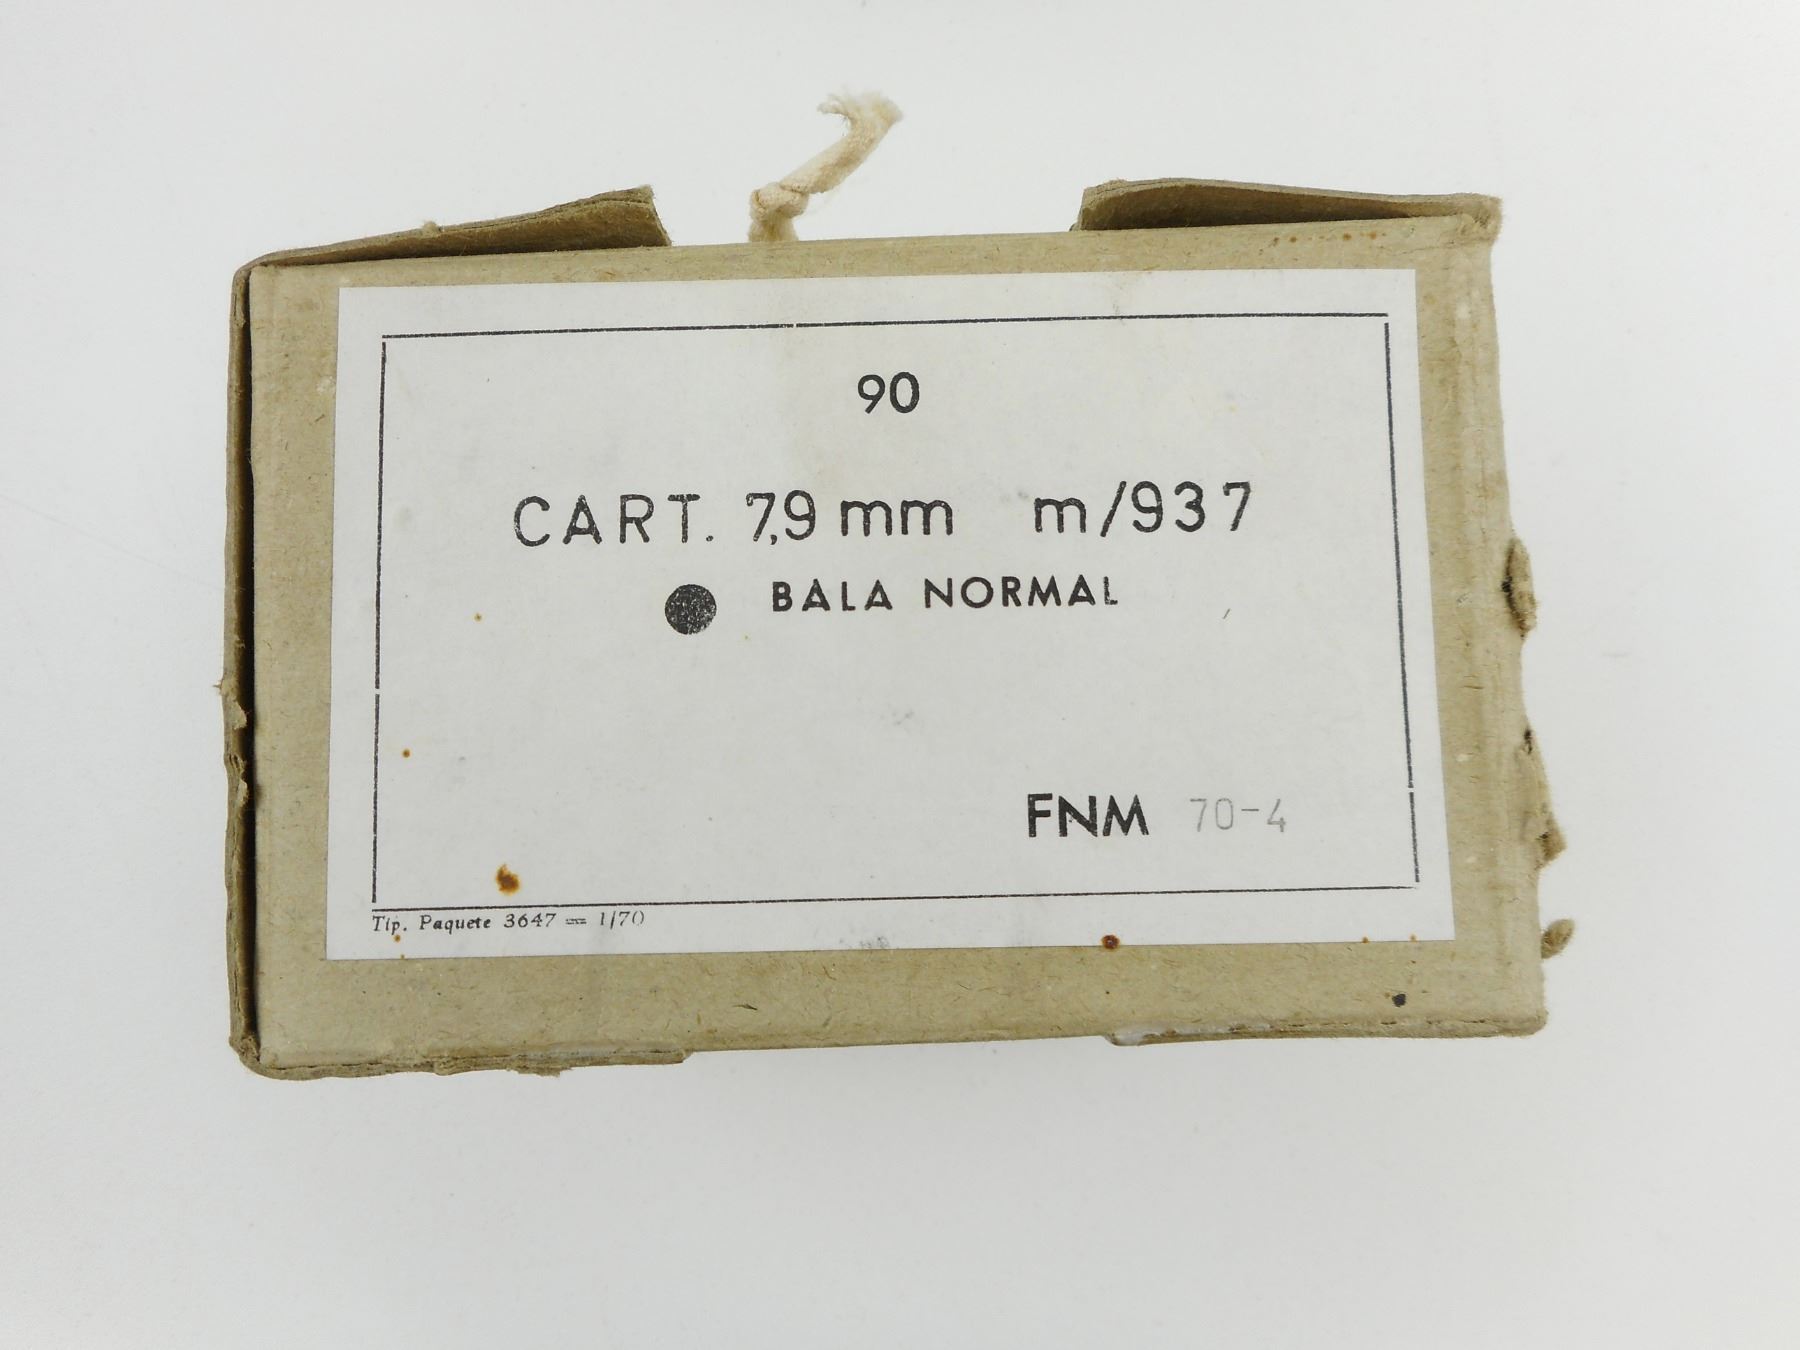 90
CART. 7,9 mm m/937
BALA NORMAL
FNM 70-4
Tip. Paquete 3647 = 1/70